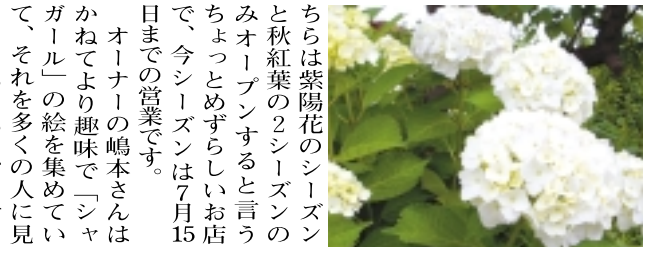 ちらは紫陽花のシーズン
と秋紅葉の2シーズンの
みオープンすると言う
ちょっとめずらしいお店
で、今シーズンは7月15
日までの営業です。
オーナーの嶋本さんは
かねてより趣味で「シャ
ガール」の絵を集めてい
て、それを多くの人に見